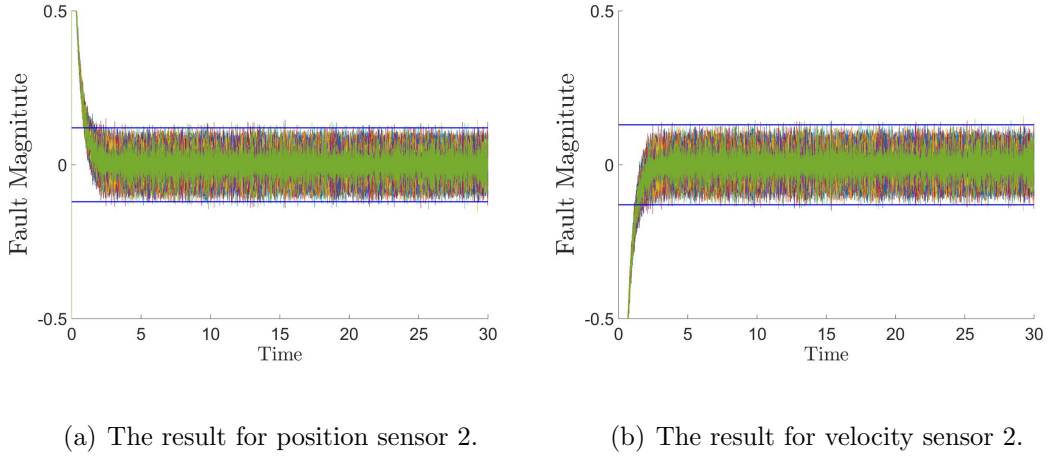 0.5
0
-0.5
Fault Magnitute
0 5 10 15 20 25 30
Time
(a) The result for position sensor 2.
0.5
0
-0.5
Fault Magnitute
0 5 10 15 20 25 30
Time
(b) The result for velocity sensor 2.